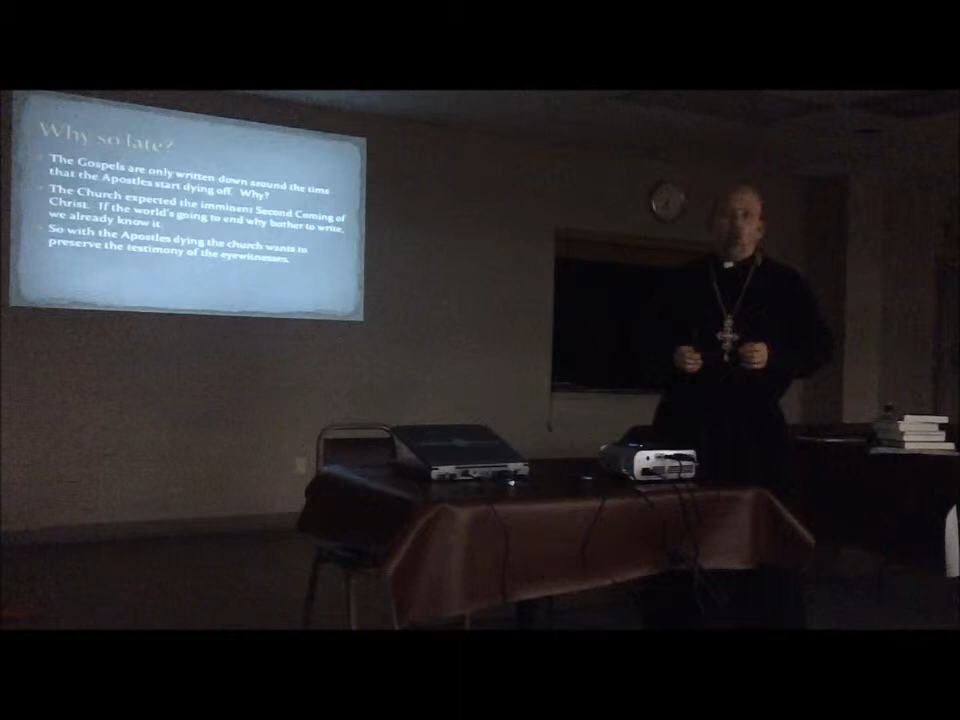 Why so late?
The Gospels are only written down around the time
that the Apostles start dying off. Why?
The Church expected the imminent Second Coming of
Christ. If the world's going to end why bother to write,
we already know it.
So with the Apostles dying the church wants to
preserve the testimony of the eyewitnesses.